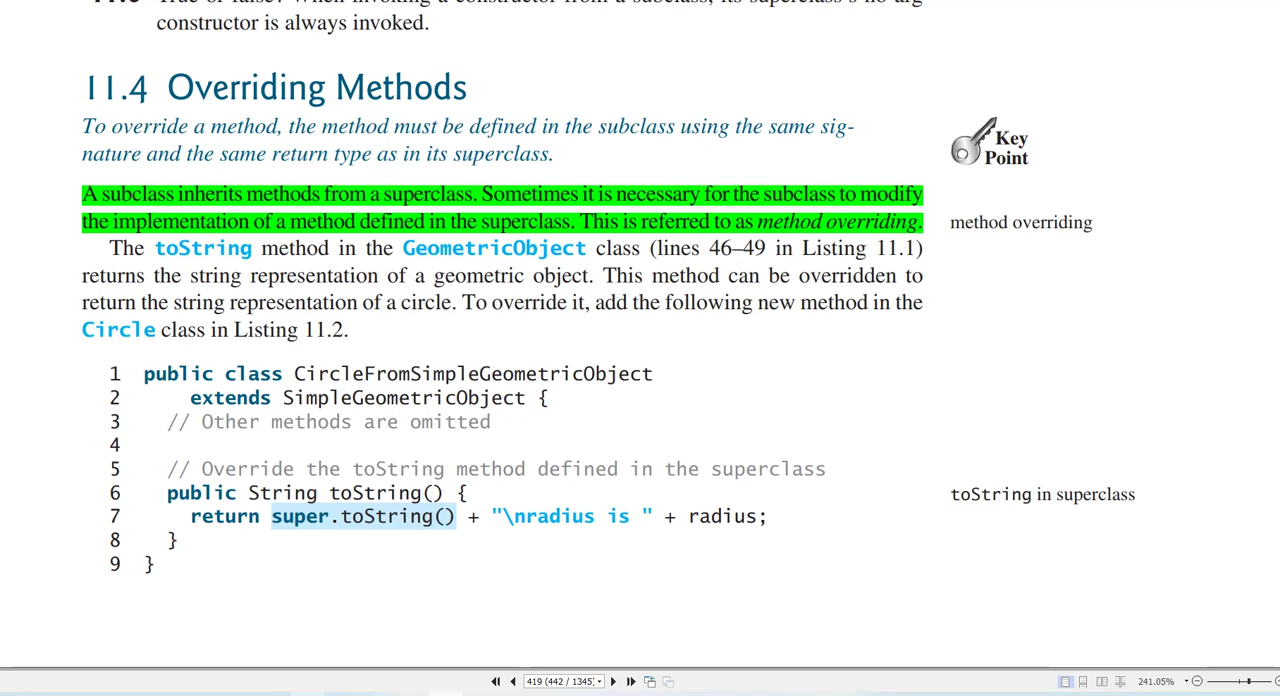 constructor is always invoked.
11.4 Overriding Methods
To override a method, the method must be defined in the subclass using the same sig-
nature and the same return type as in its superclass.
Key
Point
A subclass inherits methods from a superclass. Sometimes it is necessary for the subclass to modify
the implementation of a method defined in the superclass. This is referred to as method overriding.
method overriding
The toString method in the GeometricObject class (lines 46–49 in Listing 11.1)
returns the string representation of a geometric object. This method can be overridden to
return the string representation of a circle. To override it, add the following new method in the
Circle class in Listing 11.2.
1 public class CircleFromSimpleGeometricObject
2 extends SimpleGeometricObject {
3 // Other methods are omitted
4
5 // Override the toString method defined in the superclass
6 public String toString() {
toString in superclass
7 return super.toString() + "\nradius is " + radius;
8 }
9 }
419 (442 / 1345)
241.05%